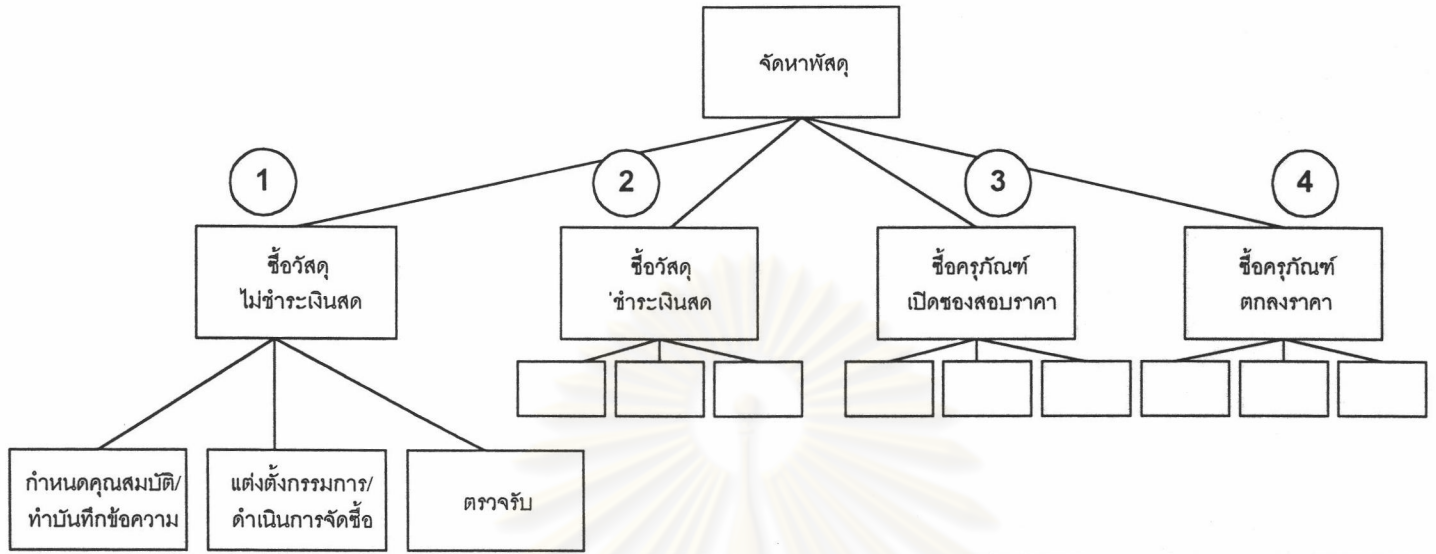 จัดหาพัสดุ
1
2
3
4
ซื้อวัสดุ
ไม่ชำระเงินสด
ซื้อวัสดุ
ชำระเงินสด
ซื้อครุภัณฑ์
เปิดซองสอบราคา
ซื้อครุภัณฑ์
ตกลงราคา
กำหนดคุณสมบัติ/
ทำบันทึกข้อความ
แต่งตั้งกรรมการ/
ดำเนินการจัดซื้อ
ตรวจรับ